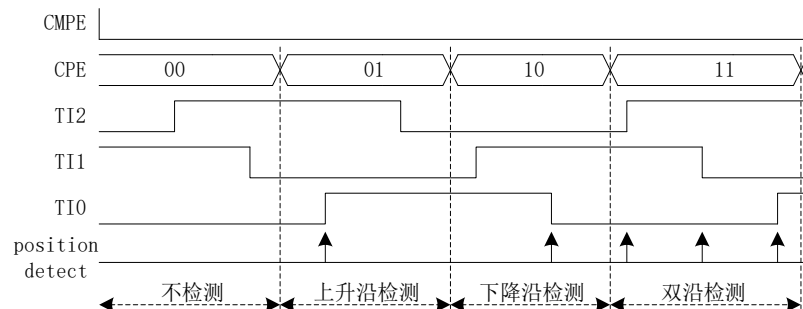 CMPE
CPE 00 01 10 11
TI2
TI1
TI0
position
detect
不检测 上升沿检测 下降沿检测 双沿检测